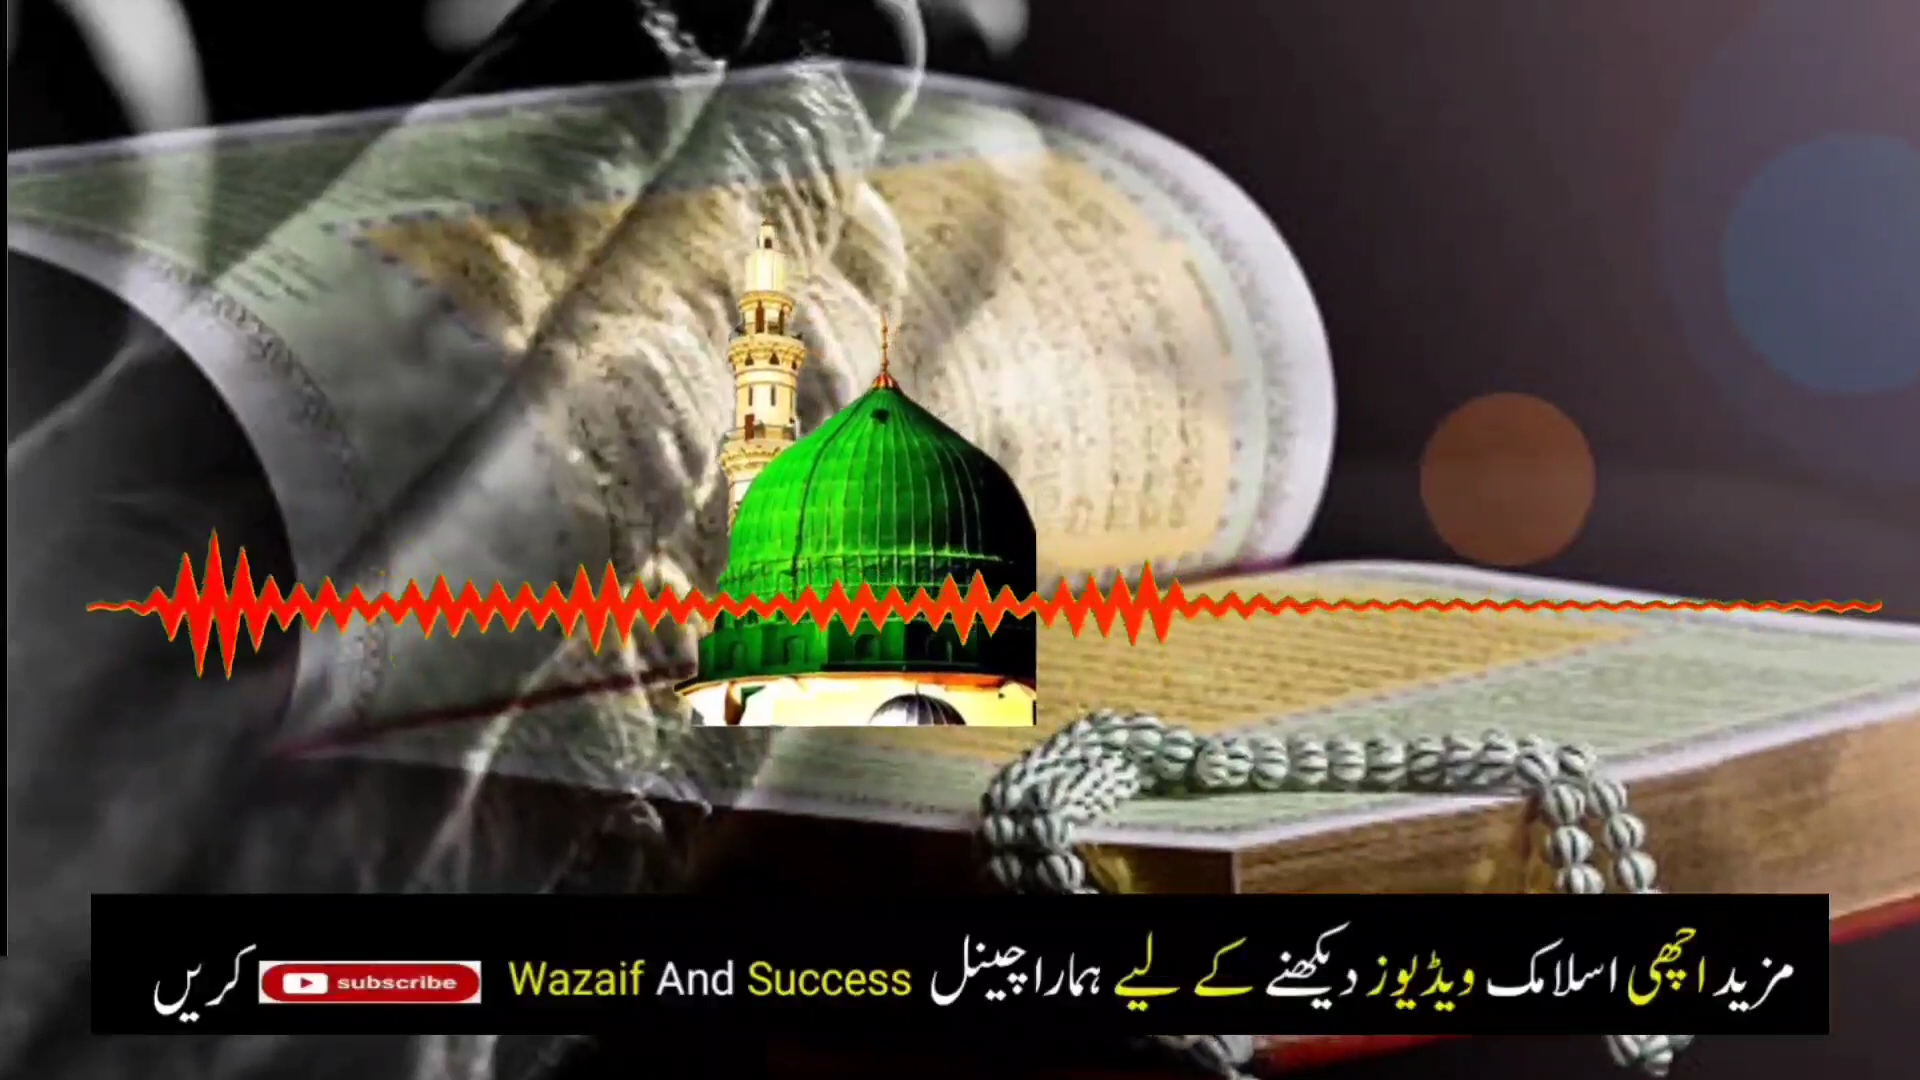 مزید اچھی اسلامک ویڈیوز دیکھنے کے لیے ہمارا چینل Wazaif And Success subscribe کریں